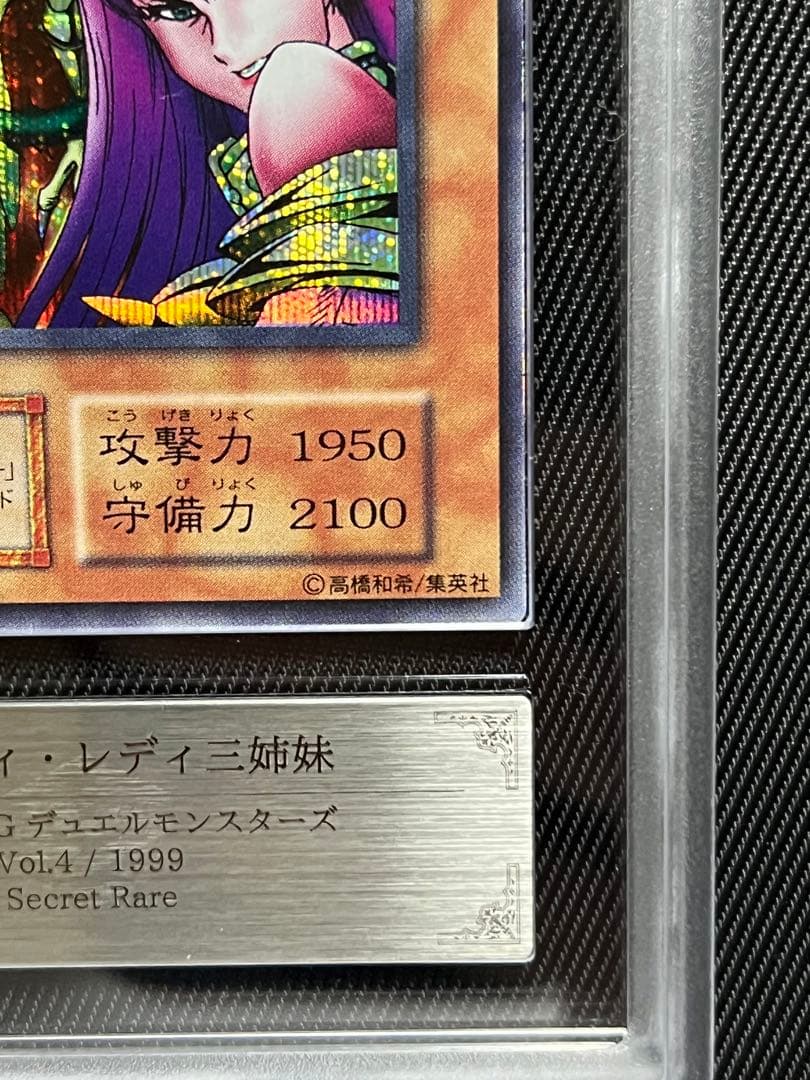 」
ド
こう げき りょく
攻撃力 1950
しゅ び りょく
守備力 2100
©高橋和希/集英社
ィ・レディ三姉妹
G デュエルモンスターズ
Vol.4 / 1999
Secret Rare